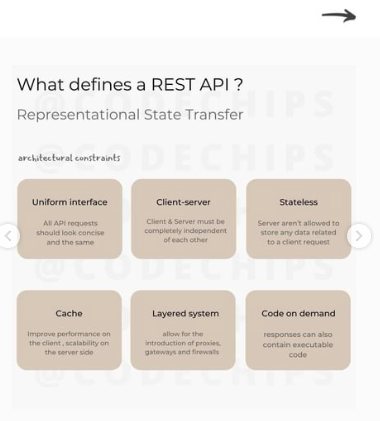 What defines a REST API ?
Representational State Transfer
architectural constraints
Uniform interface
All API requests
should look concise
and the same
Client-server
Client & Server must be
completely independent
of each other
Stateless
Server aren't allowed to
store any data related
to a client request
Cache
Improve performance on
the client , scalability on
the server side
Layered system
allow for the
introduction of proxies,
gateways and firewalls
Code on demand
responses can also
contain executable
code
@CODECHIPS
@CODECHIPS
@CODECHIPS
@CODECHIPS